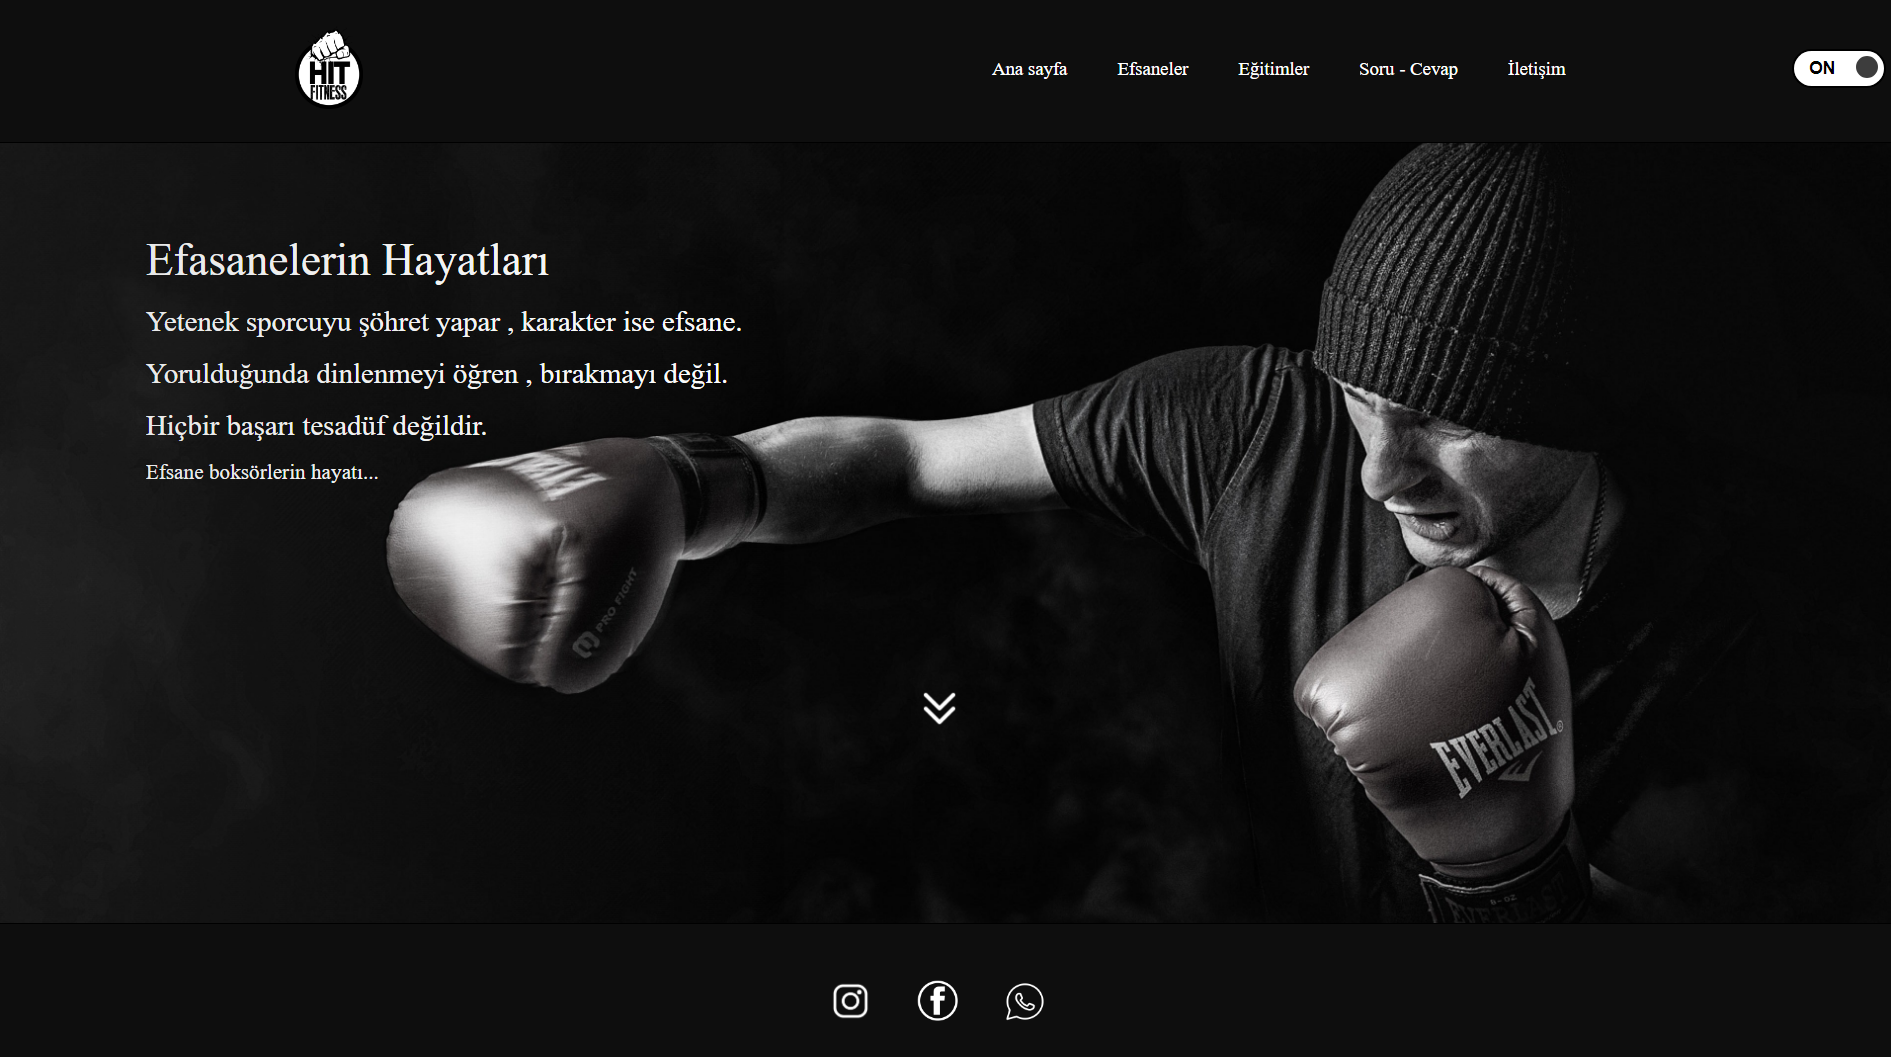 HIT
FITNESS
Ana sayfa
Efsaneler
Eğitimler
Soru - Cevap
İletişim
ON
Efasanelerin Hayatları
Yetenek sporcuyu şöhret yapar , karakter ise efsane.
Yorulduğunda dinlenmeyi öğren , bırakmayı değil.
Hiçbir başarı tesadüf değildir.
Efsane boksörlerin hayatı...
PRO FIGHT
EVERLAST
EVERLAST